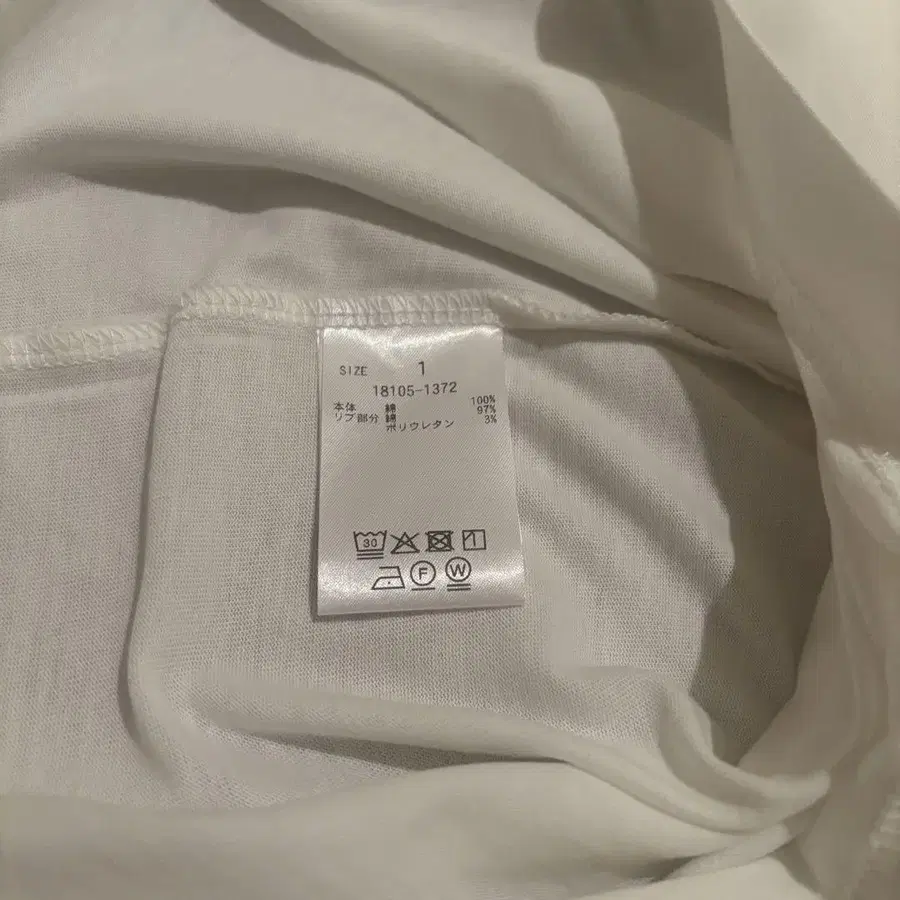 SIZE 1
18105-1372
本体 綿 100%
リブ部分 綿 97%
ポリウレタン 3%
30
F W